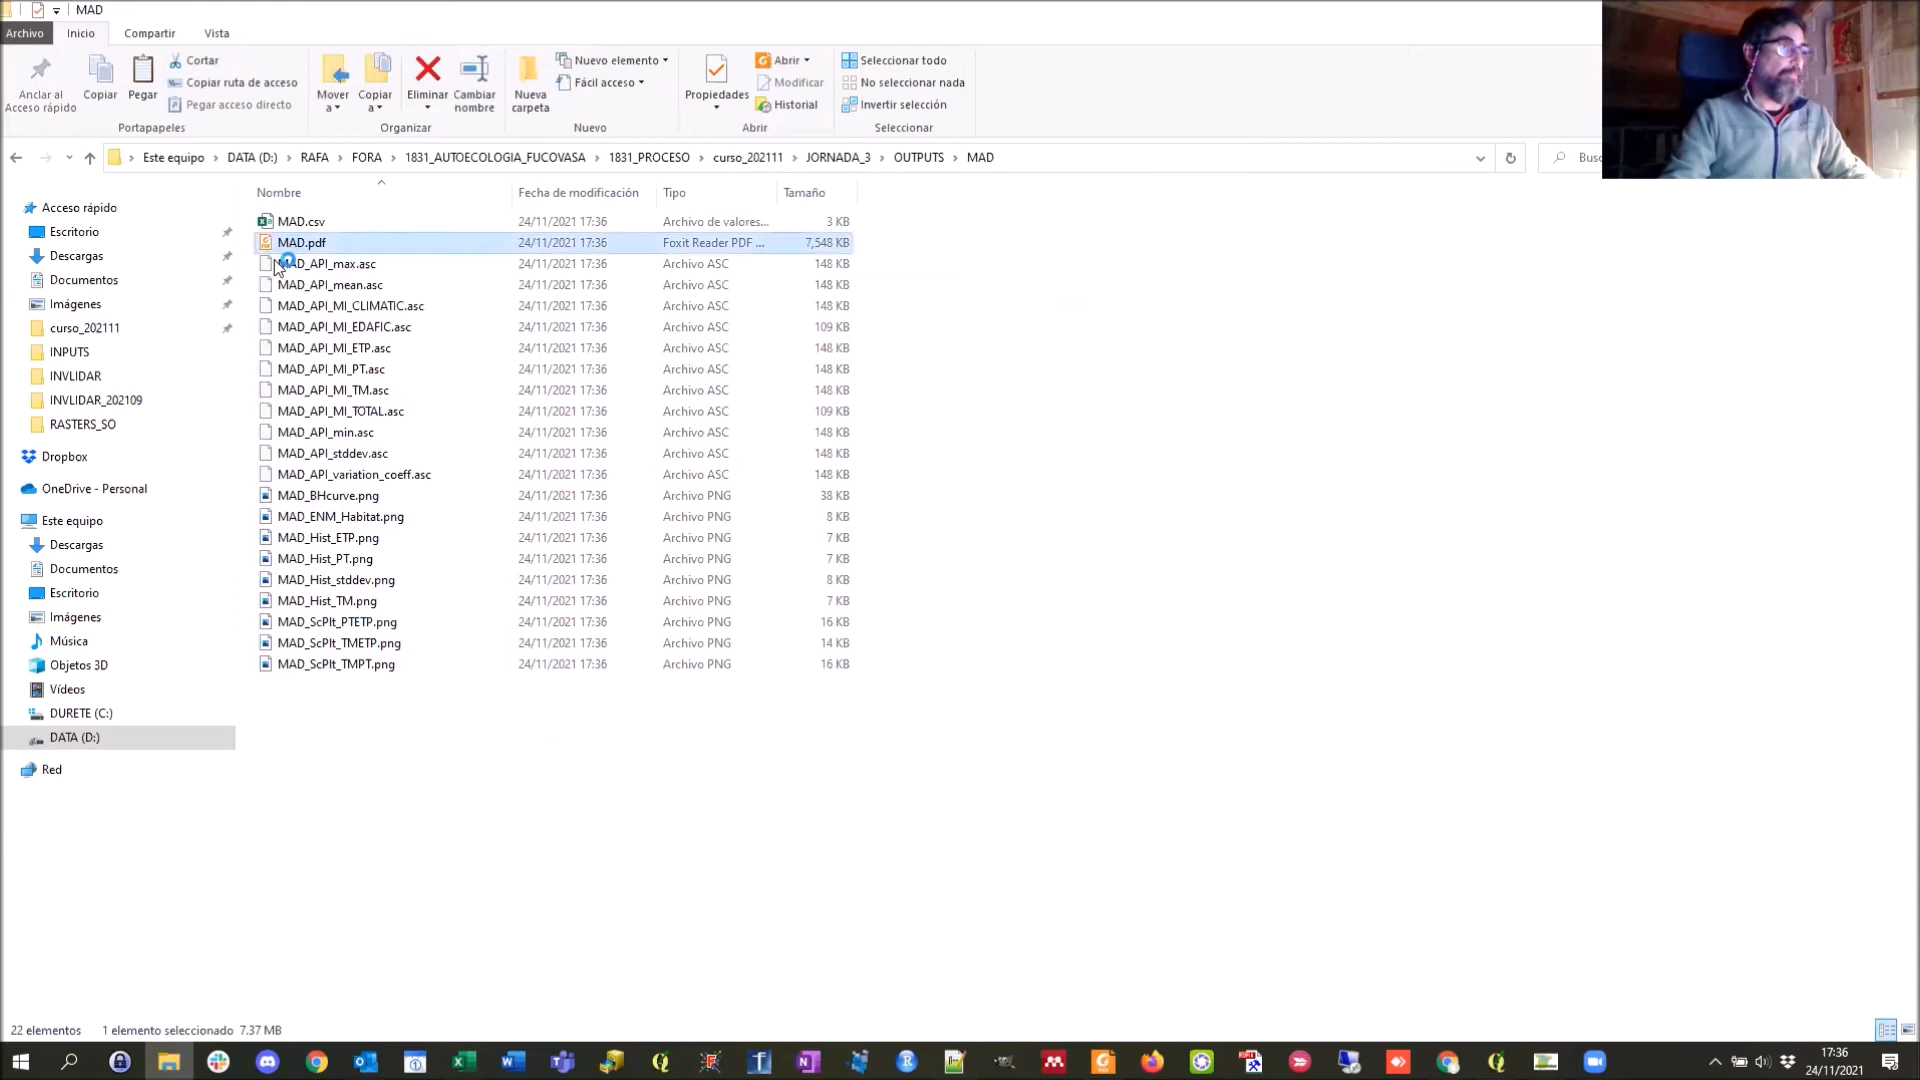 MAD
Archivo Inicio Compartir Vista
Anclar al Acceso rápido
Copiar
Pegar
Cortar
Copiar ruta de acceso
Pegar acceso directo
Portapapeles
Mover a
Copiar a
Eliminar
Cambiar nombre
Organizar
Nueva carpeta
Nuevo elemento
Fácil acceso
Nuevo
Propiedades
Abrir
Modificar
Historial
Abrir
Seleccionar todo
No seleccionar nada
Invertir selección
Seleccionar
Este equipo > DATA (D:) > RAFA > FORA > 1831_AUTOECOLOGIA_FUCOVASA > 1831_PROCESO > curso_202111 > JORNADA_3 > OUTPUTS > MAD
Acceso rápido
Escritorio
Descargas
Documentos
Imágenes
curso_202111
INPUTS
INVLIDAR
INVLIDAR_202109
RASTERS_SO
Dropbox
OneDrive - Personal
Este equipo
Descargas
Documentos
Escritorio
Imágenes
Música
Objetos 3D
Vídeos
DURETE (C:)
DATA (D:)
Red
Nombre Fecha de modificación Tipo Tamaño
MAD.csv 24/11/2021 17:36 Archivo de valores... 3 KB
MAD.pdf 24/11/2021 17:36 Foxit Reader PDF ... 7,548 KB
MAD_API_max.asc 24/11/2021 17:36 Archivo ASC 148 KB
MAD_API_mean.asc 24/11/2021 17:36 Archivo ASC 148 KB
MAD_API_MI_CLIMATIC.asc 24/11/2021 17:36 Archivo ASC 148 KB
MAD_API_MI_EDAFIC.asc 24/11/2021 17:36 Archivo ASC 109 KB
MAD_API_MI_ETP.asc 24/11/2021 17:36 Archivo ASC 148 KB
MAD_API_MI_PT.asc 24/11/2021 17:36 Archivo ASC 148 KB
MAD_API_MI_TM.asc 24/11/2021 17:36 Archivo ASC 148 KB
MAD_API_MI_TOTAL.asc 24/11/2021 17:36 Archivo ASC 109 KB
MAD_API_min.asc 24/11/2021 17:36 Archivo ASC 148 KB
MAD_API_stddev.asc 24/11/2021 17:36 Archivo ASC 148 KB
MAD_API_variation_coeff.asc 24/11/2021 17:36 Archivo ASC 148 KB
MAD_BHcurve.png 24/11/2021 17:36 Archivo PNG 38 KB
MAD_ENM_Habitat.png 24/11/2021 17:36 Archivo PNG 8 KB
MAD_Hist_ETP.png 24/11/2021 17:36 Archivo PNG 7 KB
MAD_Hist_PT.png 24/11/2021 17:36 Archivo PNG 7 KB
MAD_Hist_stddev.png 24/11/2021 17:36 Archivo PNG 8 KB
MAD_Hist_TM.png 24/11/2021 17:36 Archivo PNG 7 KB
MAD_ScPlt_PTETP.png 24/11/2021 17:36 Archivo PNG 16 KB
MAD_ScPlt_TMETP.png 24/11/2021 17:36 Archivo PNG 14 KB
MAD_ScPlt_TMPT.png 24/11/2021 17:36 Archivo PNG 16 KB
22 elementos 1 elemento seleccionado 7.37 MB
17:36
24/11/2021